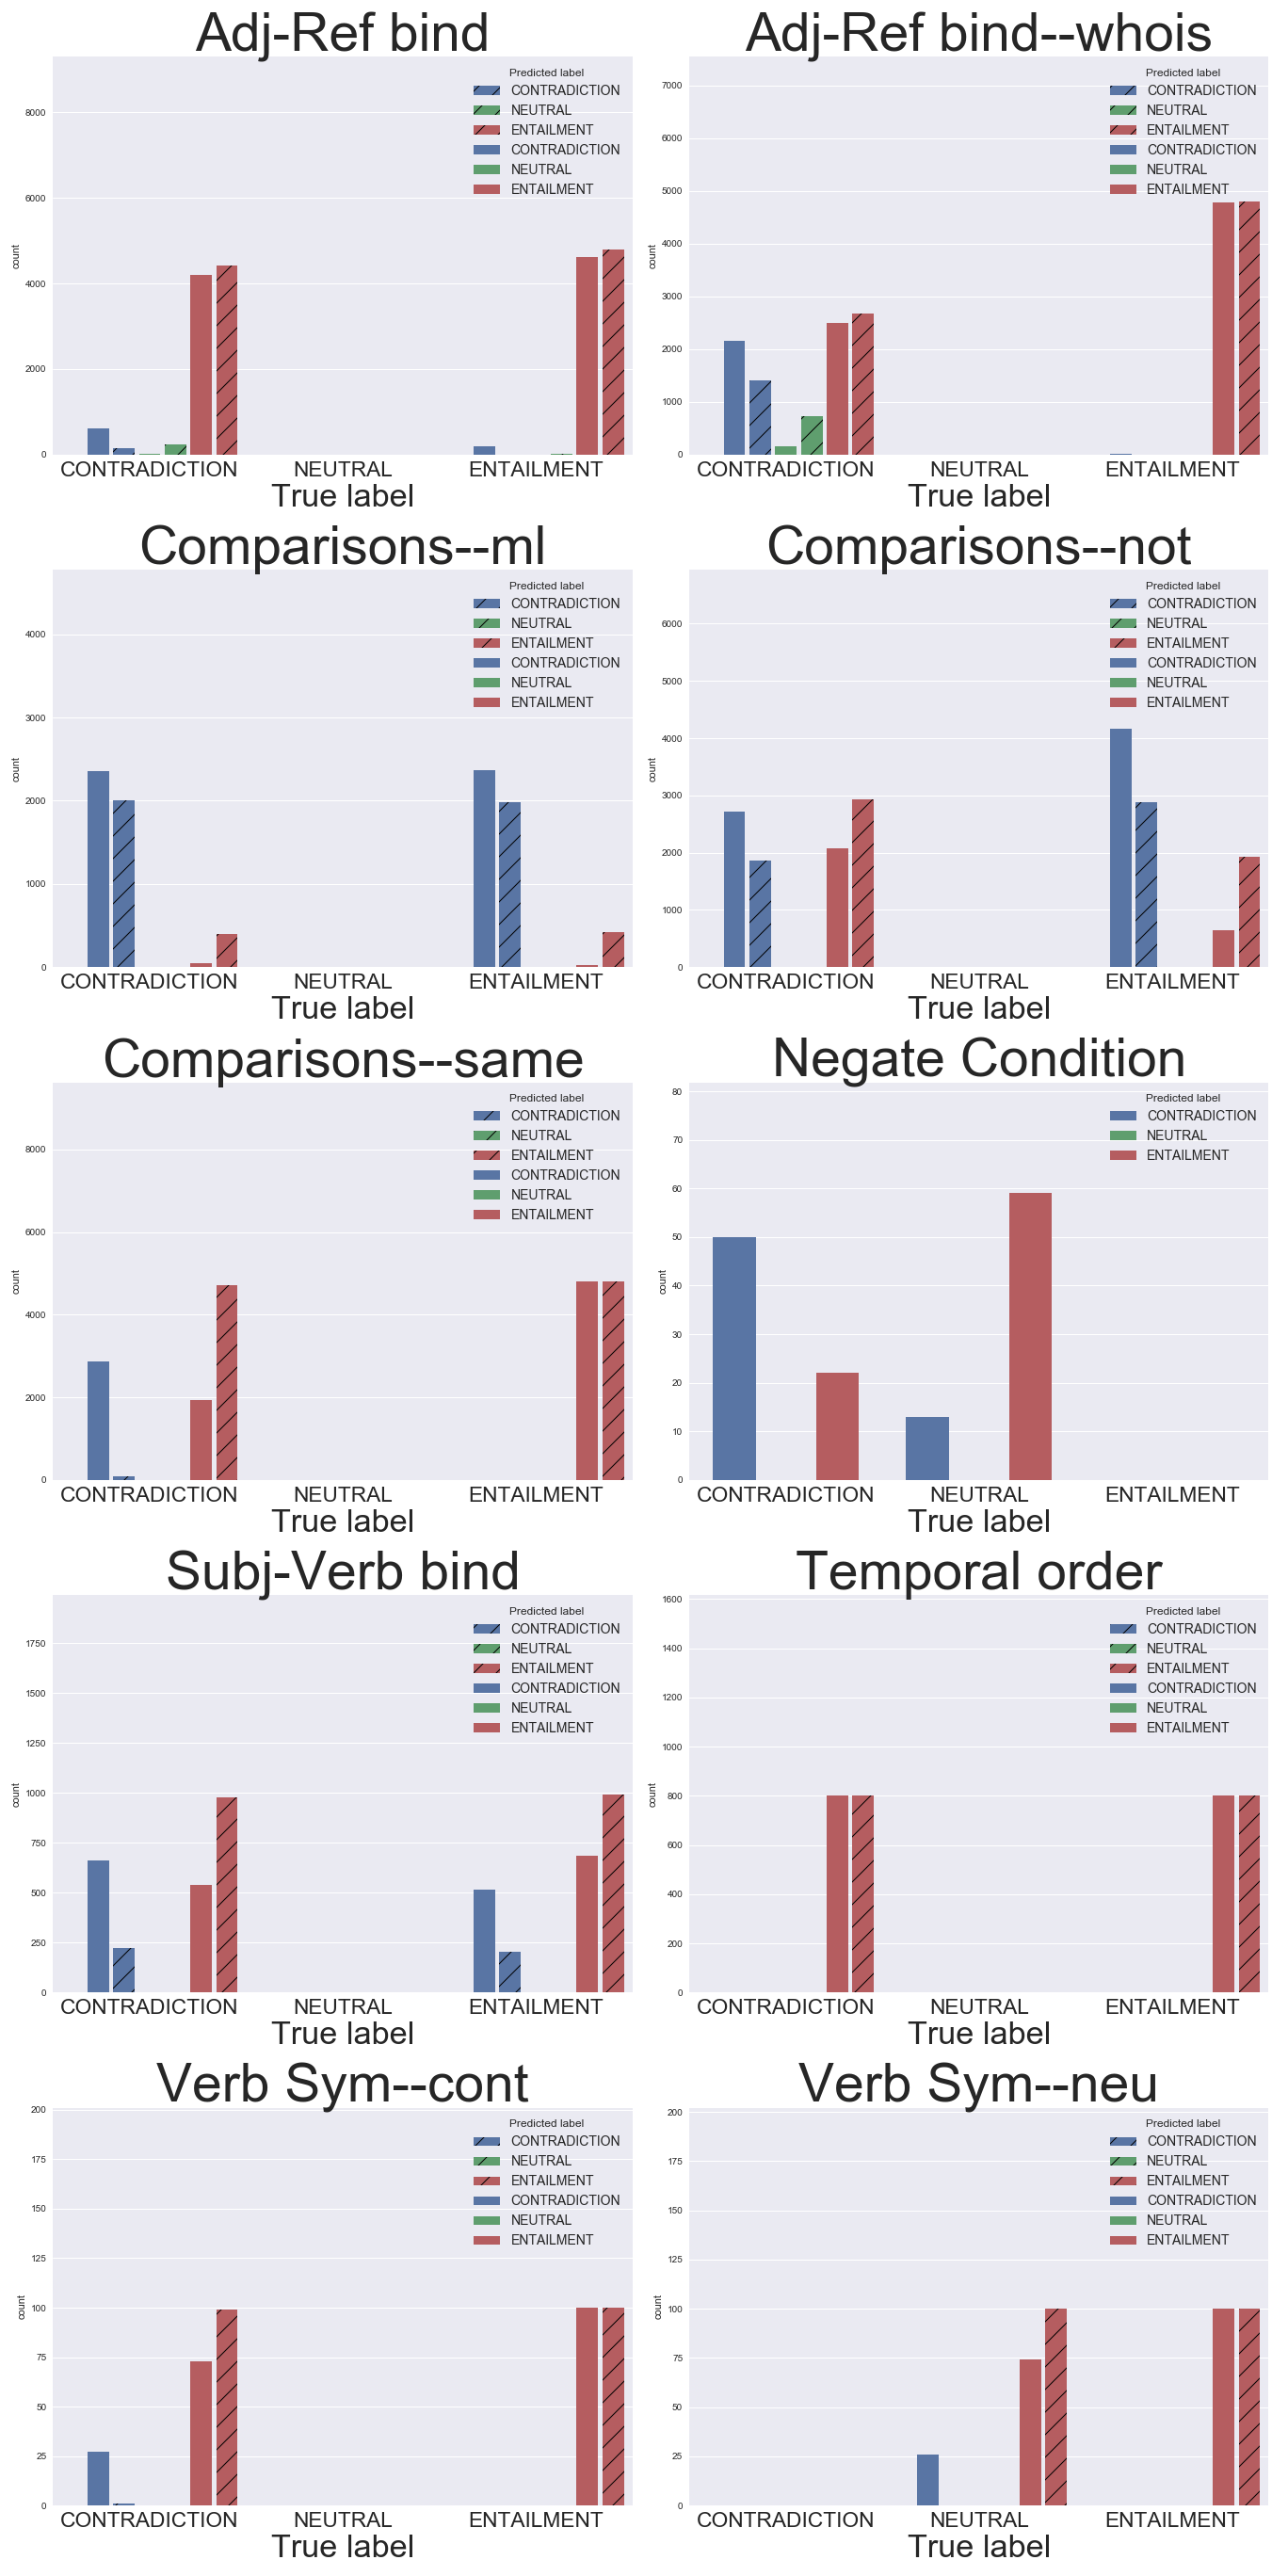 Adj-Ref bind
Predicted label
CONTRADICTION
NEUTRAL
ENTAILMENT
CONTRADICTION
NEUTRAL
ENTAILMENT
8000
6000
4000
2000
0
count
CONTRADICTION NEUTRAL ENTAILMENT
True label
Adj-Ref bind--whois
Predicted label
CONTRADICTION
NEUTRAL
ENTAILMENT
CONTRADICTION
NEUTRAL
ENTAILMENT
7000
6000
5000
4000
3000
2000
1000
0
count
CONTRADICTION NEUTRAL ENTAILMENT
True label
Comparisons--ml
Predicted label
CONTRADICTION
NEUTRAL
ENTAILMENT
CONTRADICTION
NEUTRAL
ENTAILMENT
4000
3000
2000
1000
0
count
CONTRADICTION NEUTRAL ENTAILMENT
True label
Comparisons--not
Predicted label
CONTRADICTION
NEUTRAL
ENTAILMENT
CONTRADICTION
NEUTRAL
ENTAILMENT
6000
5000
4000
3000
2000
1000
0
count
CONTRADICTION NEUTRAL ENTAILMENT
True label
Comparisons--same
Predicted label
CONTRADICTION
NEUTRAL
ENTAILMENT
CONTRADICTION
NEUTRAL
ENTAILMENT
8000
6000
4000
2000
0
count
CONTRADICTION NEUTRAL ENTAILMENT
True label
Negate Condition
Predicted label
CONTRADICTION
NEUTRAL
ENTAILMENT
80
70
60
50
40
30
20
10
0
count
CONTRADICTION NEUTRAL ENTAILMENT
True label
Subj-Verb bind
Predicted label
CONTRADICTION
NEUTRAL
ENTAILMENT
CONTRADICTION
NEUTRAL
ENTAILMENT
1750
1500
1250
1000
750
500
250
0
count
CONTRADICTION NEUTRAL ENTAILMENT
True label
Temporal order
Predicted label
CONTRADICTION
NEUTRAL
ENTAILMENT
CONTRADICTION
NEUTRAL
ENTAILMENT
1600
1400
1200
1000
800
600
400
200
0
count
CONTRADICTION NEUTRAL ENTAILMENT
True label
Verb Sym--cont
Predicted label
CONTRADICTION
NEUTRAL
ENTAILMENT
CONTRADICTION
NEUTRAL
ENTAILMENT
200
175
150
125
100
75
50
25
0
count
CONTRADICTION NEUTRAL ENTAILMENT
True label
Verb Sym--neu
Predicted label
CONTRADICTION
NEUTRAL
ENTAILMENT
CONTRADICTION
NEUTRAL
ENTAILMENT
200
175
150
125
100
75
50
25
0
count
CONTRADICTION NEUTRAL ENTAILMENT
True label